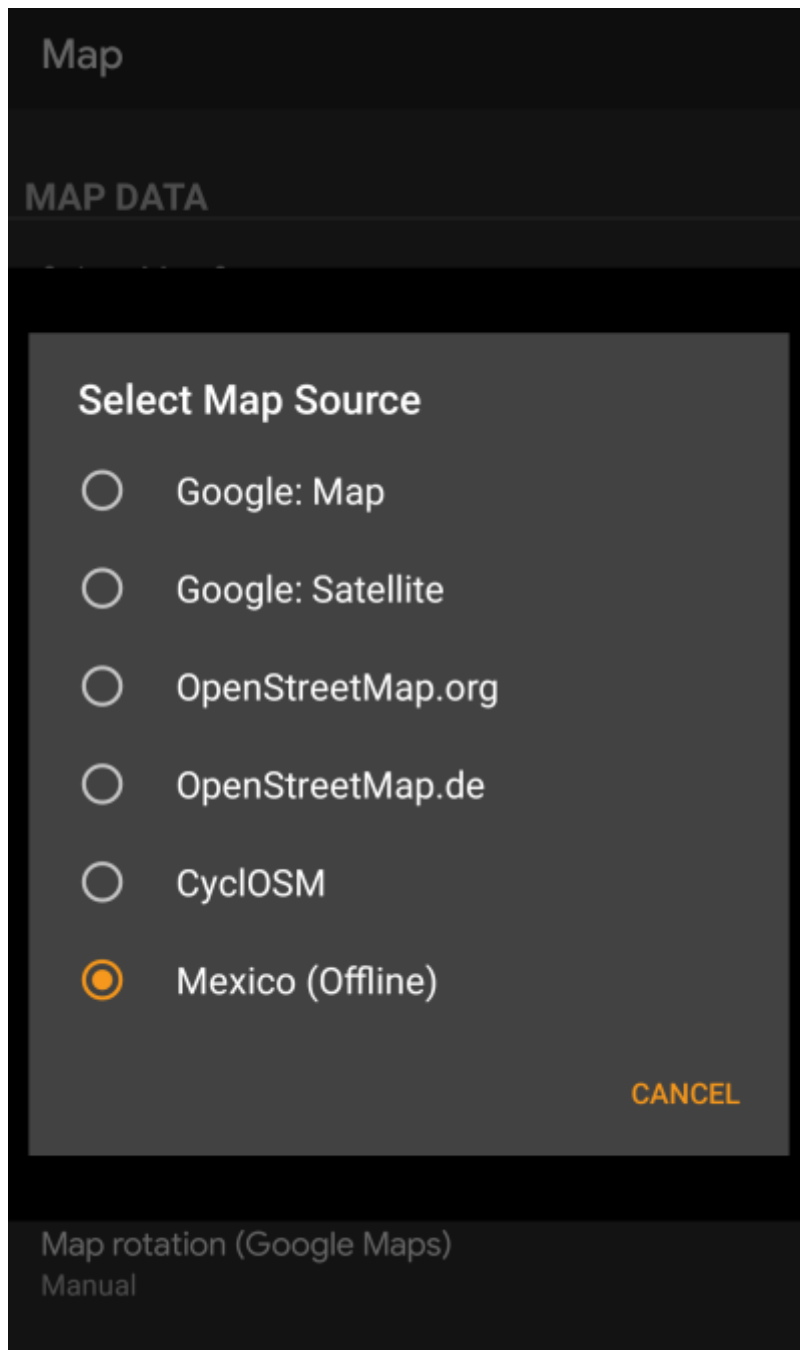 Map
MAP DATA
Select Map Source
Google: Map
Google: Satellite
OpenStreetMap.org
OpenStreetMap.de
CyclOSM
Mexico (Offline)
CANCEL
Map rotation (Google Maps)
Manual